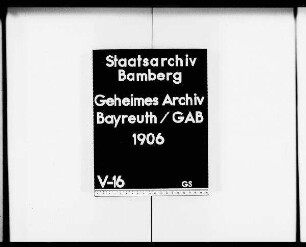 Staatsarchiv
Bamberg
Geheimes Archiv
Bayreuth / GAB
1906
V-16 GS